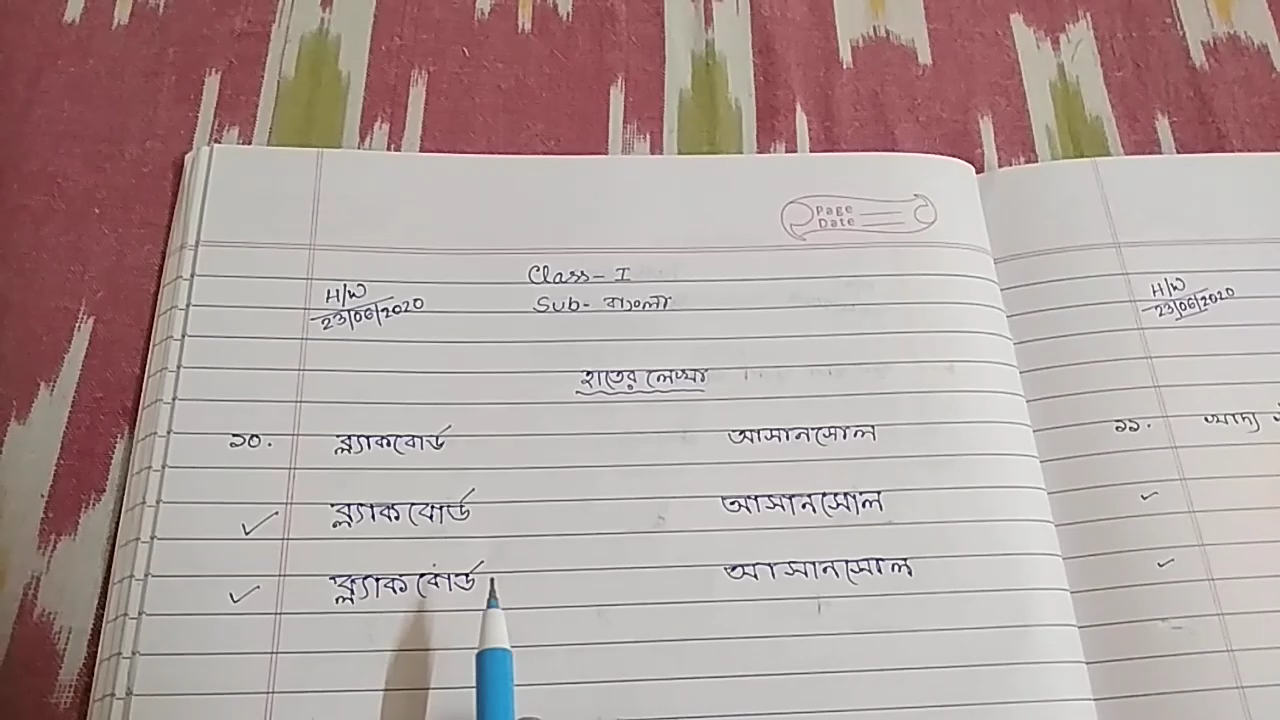 Page
Date
Class- I
H/W
23/06/2020
Sub- বাংলা
হাতের লেখা
১০. ব্ল্যাকবোর্ড আসানসোল
ব্ল্যাকবোর্ড আসানসোল
ব্ল্যাকবোর্ড আসানসোল
H/W
23/06/2020
১১. খাদ্য